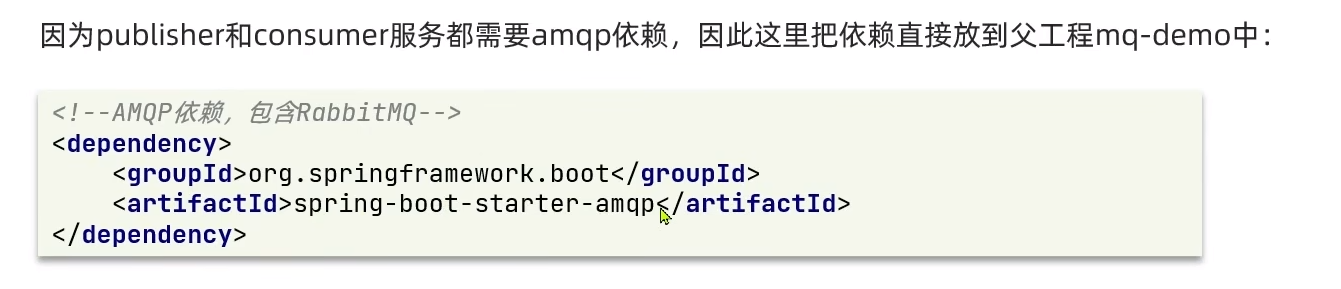 因为publisher和consumer服务都需要amqp依赖，因此这里把依赖直接放到父工程mq-demo中：
<!--AMQP依赖，包含RabbitMQ-->
<dependency>
    <groupId>org.springframework.boot</groupId>
    <artifactId>spring-boot-starter-amqp</artifactId>
</dependency>